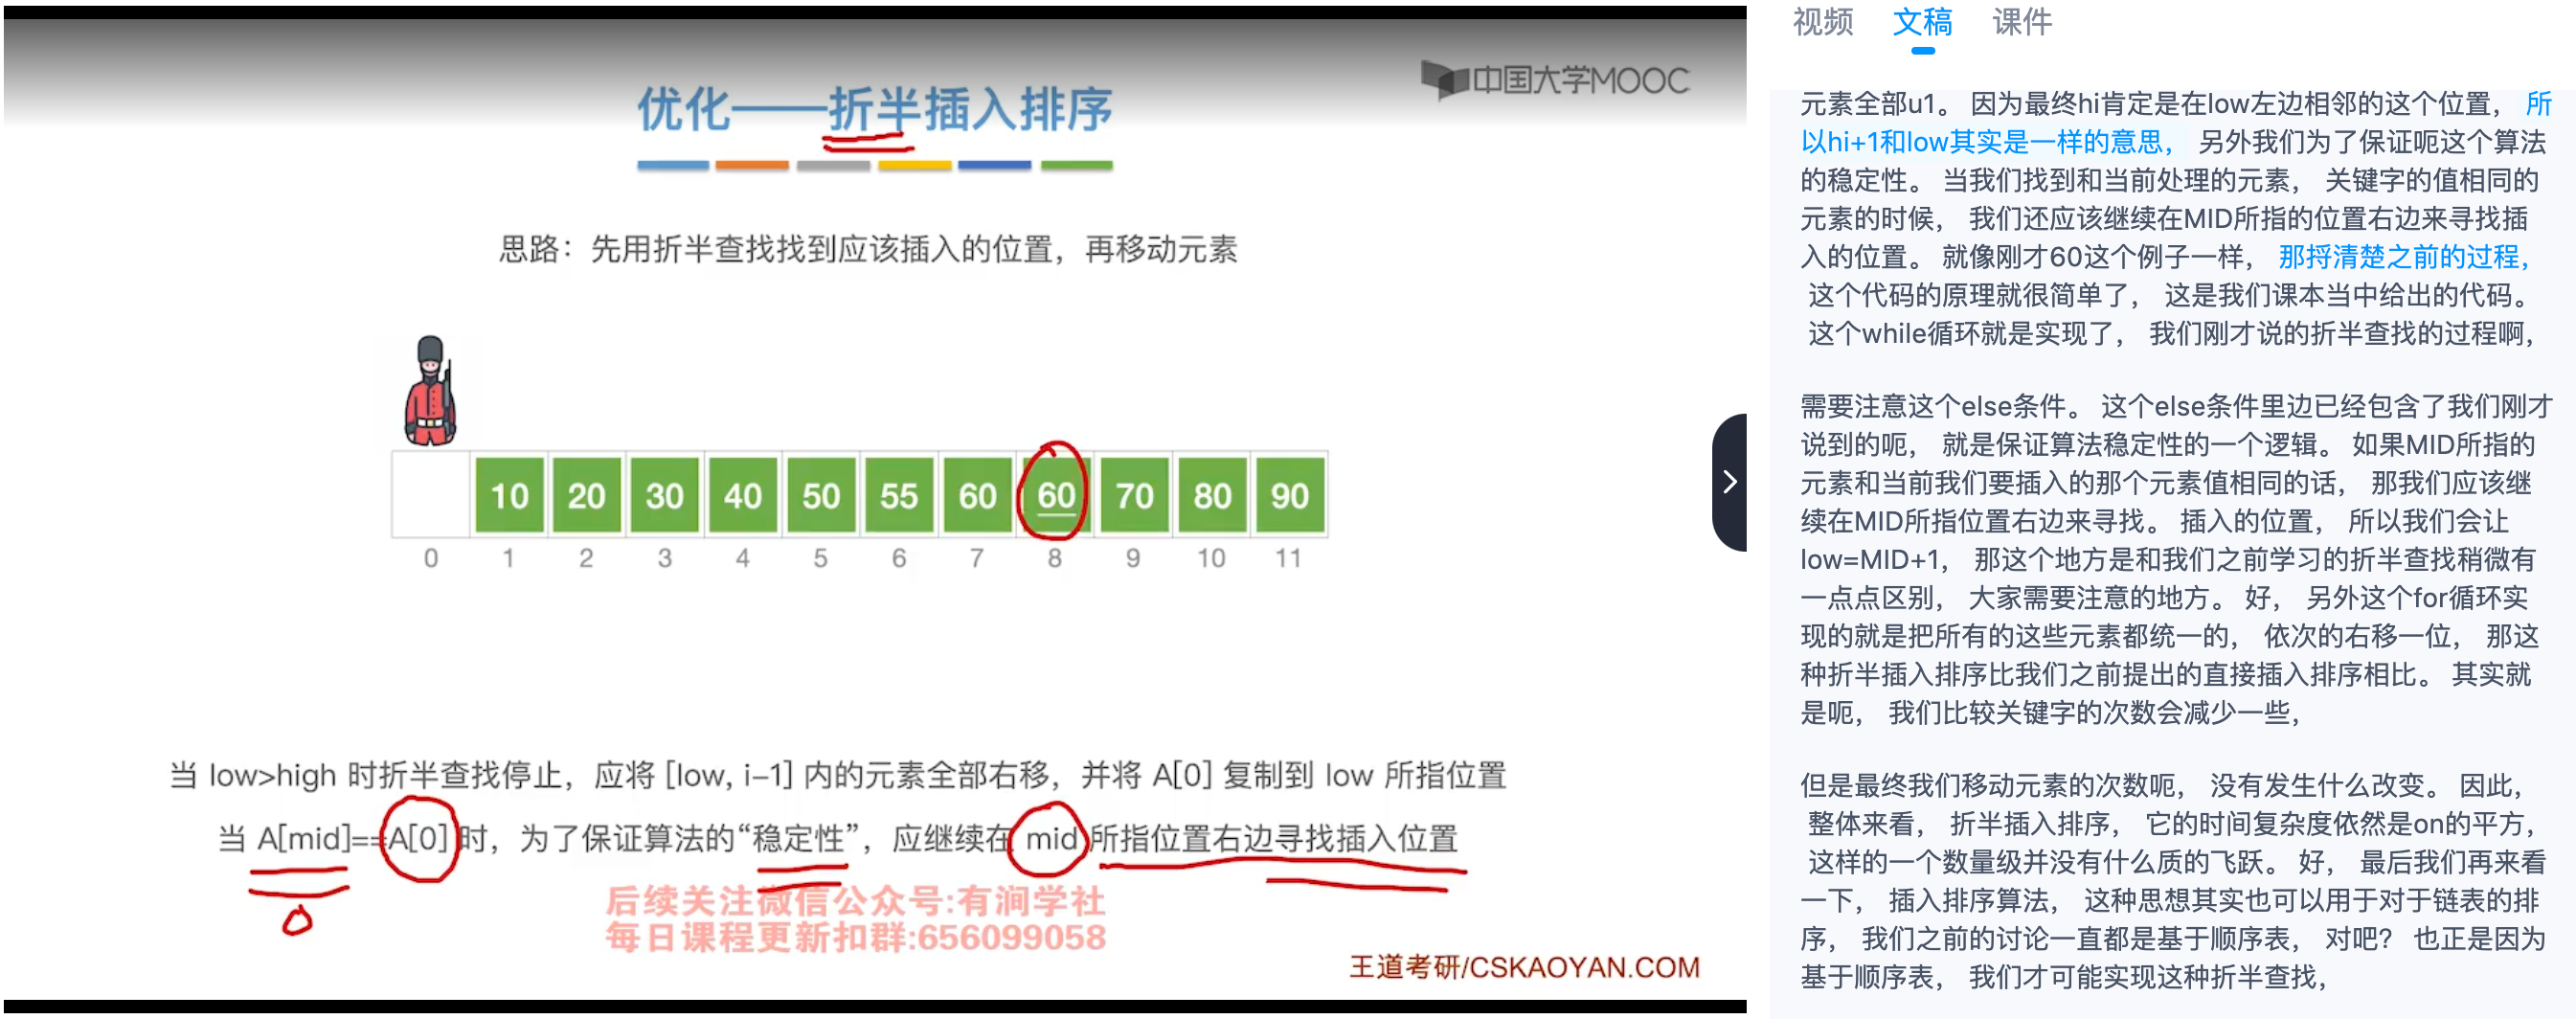 中国大学MOOC
优化——折半插入排序
思路：先用折半查找找到应该插入的位置，再移动元素
10 20 30 40 50 55 60 60 70 80 90
0 1 2 3 4 5 6 7 8 9 10 11
当 low>high 时折半查找停止，应将 [low, i-1] 内的元素全部右移，并将 A[0] 复制到 low 所指位置
当 A[mid]==A[0] 时，为了保证算法的“稳定性”，应继续在 mid 所指位置右边寻找插入位置
后续关注微信公众号:有涧学社
每日课程更新扣群:656099058
王道考研/CSKAOYAN.COM
视频 文稿 课件
元素全部u1。 因为最终hi肯定是在low左边相邻的这个位置， 所
以hi+1和low其实是一样的意思， 另外我们为了保证呃这个算法
的稳定性。 当我们找到和当前处理的元素， 关键字的值相同的
元素的时候， 我们还应该继续在MID所指的位置右边来寻找插
入的位置。 就像刚才60这个例子一样， 那捋清楚之前的过程，
这个代码的原理就很简单了， 这是我们课本当中给出的代码。
这个while循环就是实现了， 我们刚才说的折半查找的过程啊，
需要注意这个else条件。 这个else条件里边已经包含了我们刚才
说到的呃， 就是保证算法稳定性的一个逻辑。 如果MID所指的
元素和当前我们要插入的那个元素值相同的话， 那我们应该继
续在MID所指位置右边来寻找。 插入的位置， 所以我们会让
low=MID+1， 那这个地方是和我们之前学习的折半查找稍微有
一点点区别， 大家需要注意的地方。 好， 另外这个for循环实
现的就是把所有的这些元素都统一的， 依次的右移一位， 那这
种折半插入排序比我们之前提出的直接插入排序相比。 其实就
是呃， 我们比较关键字的次数会减少一些，
但是最终我们移动元素的次数呃， 没有发生什么改变。 因此，
整体来看， 折半插入排序， 它的时间复杂度依然是on的平方，
这样的一个数量级并没有什么质的飞跃。 好， 最后我们再来看
一下， 插入排序算法， 这种思想其实也可以用于对于链表的排
序， 我们之前的讨论一直都是基于顺序表， 对吧？ 也正是因为
基于顺序表， 我们才可能实现这种折半查找，